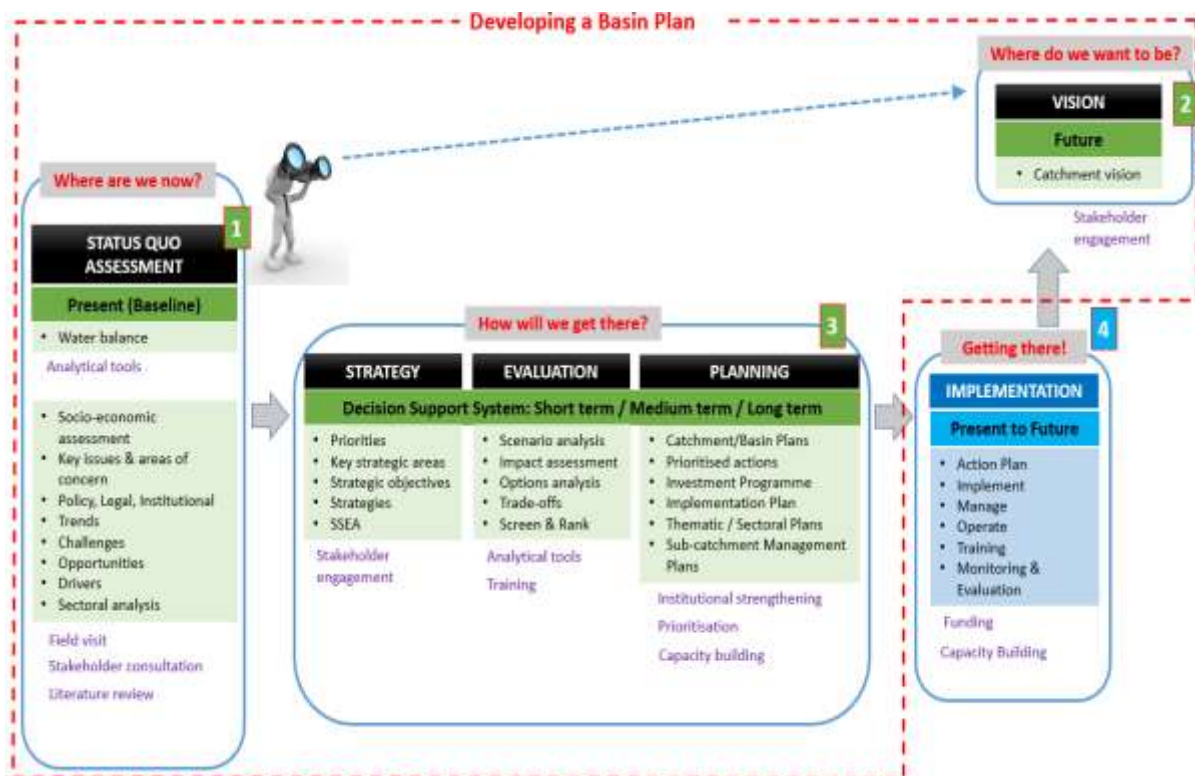 Developing a Basin Plan
Where do we want to be?
2
VISION
Future
• Catchment vision
Stakeholder
engagement
Where are we now?
1
STATUS QUO
ASSESSMENT
Present (Baseline)
• Water balance
Analytical tools
• Socio-economic
assessment
• Key issues & areas of
concern
• Policy, Legal, Institutional
• Trends
• Challenges
• Opportunities
• Drivers
• Sectoral analysis
Field visit
Stakeholder consultation
Literature review
How will we get there?
3
STRATEGY
EVALUATION
PLANNING
Decision Support System: Short term / Medium term / Long term
• Priorities
• Key strategic areas
• Strategic objectives
• Strategies
• SSEA
Stakeholder
engagement
• Scenario analysis
• Impact assessment
• Options analysis
• Trade-offs
• Screen & Rank
Analytical tools
Training
• Catchment/Basin Plans
• Prioritised actions
• Investment Programme
• Implementation Plan
• Thematic / Sectoral Plans
• Sub-catchment Management
Plans
Institutional strengthening
Prioritisation
Capacity building
Getting there!
4
IMPLEMENTATION
Present to Future
• Action Plan
• Implement
• Manage
• Operate
• Training
• Monitoring &
Evaluation
Funding
Capacity Building